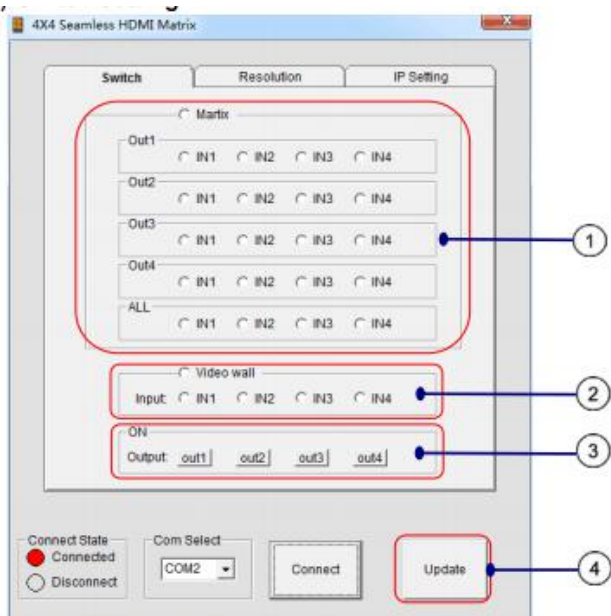 4X4 Seamless HDMI Matrix
Switch Resolution IP Setting
Martix
Out1
IN1 IN2 IN3 IN4
Out2
IN1 IN2 IN3 IN4
Out3
IN1 IN2 IN3 IN4
1
Out4
IN1 IN2 IN3 IN4
ALL
IN1 IN2 IN3 IN4
Video wall
Input: IN1 IN2 IN3 IN4
2
ON
Output: out1 out2 out3 out4
3
Connect State Com Select
Connected
COM2 Connect Update
4
Disconnect